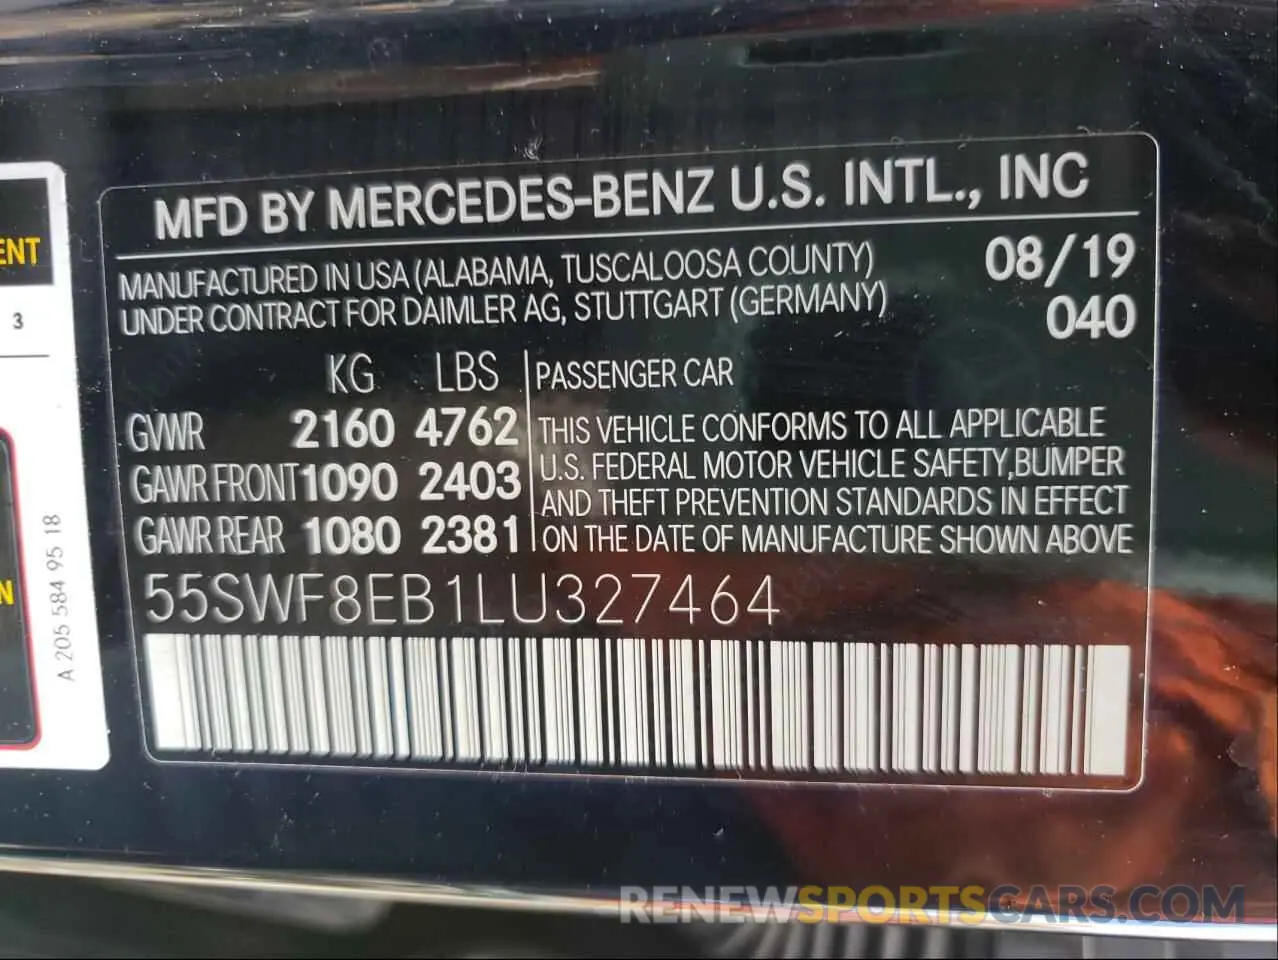 MFD BY MERCEDES-BENZ U.S. INTL., INC
MANUFACTURED IN USA (ALABAMA, TUSCALOOSA COUNTY) 08/19
UNDER CONTRACT FOR DAIMLER AG, STUTTGART (GERMANY) 040
KG LBS
GVWR 2160 4762
GAWR FRONT 1090 2403
GAWR REAR 1080 2381
PASSENGER CAR
THIS VEHICLE CONFORMS TO ALL APPLICABLE
U.S. FEDERAL MOTOR VEHICLE SAFETY,BUMPER
AND THEFT PREVENTION STANDARDS IN EFFECT
ON THE DATE OF MANUFACTURE SHOWN ABOVE
55SWF8EB1LU327464
ENT
3
N
A 205 584 95 18
RENEWSPORTSCARS.COM